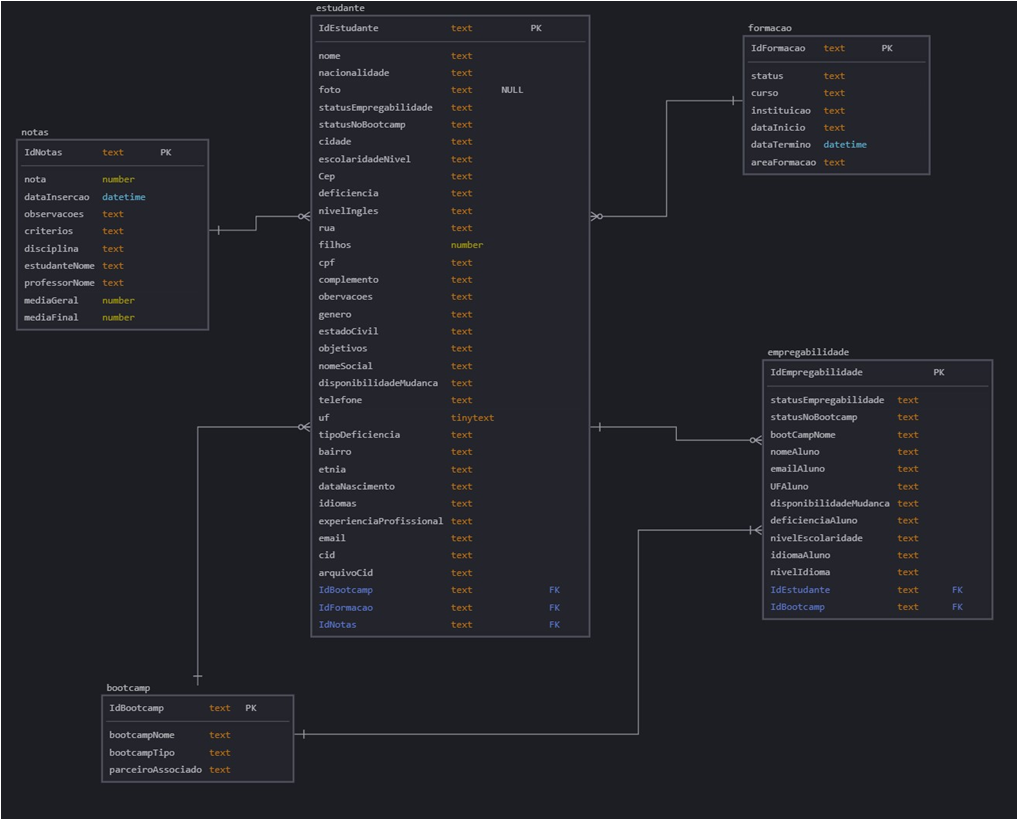 estudante
IdEstudante text PK
nome text
nacionalidade text
foto text NULL
statusEmpregabilidade text
statusNoBootcamp text
cidade text
escolaridadeNivel text
Cep text
deficiencia text
nivelIngles text
rua text
filhos number
cpf text
complemento text
obervacoes text
genero text
estadoCivil text
objetivos text
nomeSocial text
disponibilidadeMudanca text
telefone text
uf tinytext
tipoDeficiencia text
bairro text
etnia text
dataNascimento text
idiomas text
experienciaProfissional text
email text
cid text
arquivoCid text
IdBootcamp text FK
IdFormacao text FK
IdNotas text FK
formacao
IdFormacao text PK
status text
curso text
instituicao text
dataInicio text
dataTermino datetime
areaFormacao text
notas
IdNotas text PK
nota number
dataInsercao datetime
observacoes text
criterios text
disciplina text
estudanteNome text
professorNome text
mediaGeral number
mediaFinal number
empregabilidade
IdEmpregabilidade PK
statusEmpregabilidade text
statusNoBootcamp text
bootCampNome text
nomeAluno text
emailAluno text
UFAluno text
disponibilidadeMudanca text
deficienciaAluno text
nivelEscolaridade text
idiomaAluno text
nivelIdioma text
IdEstudante text FK
IdBootcamp text FK
bootcamp
IdBootcamp text PK
bootcampNome text
bootcampTipo text
parceiroAssociado text